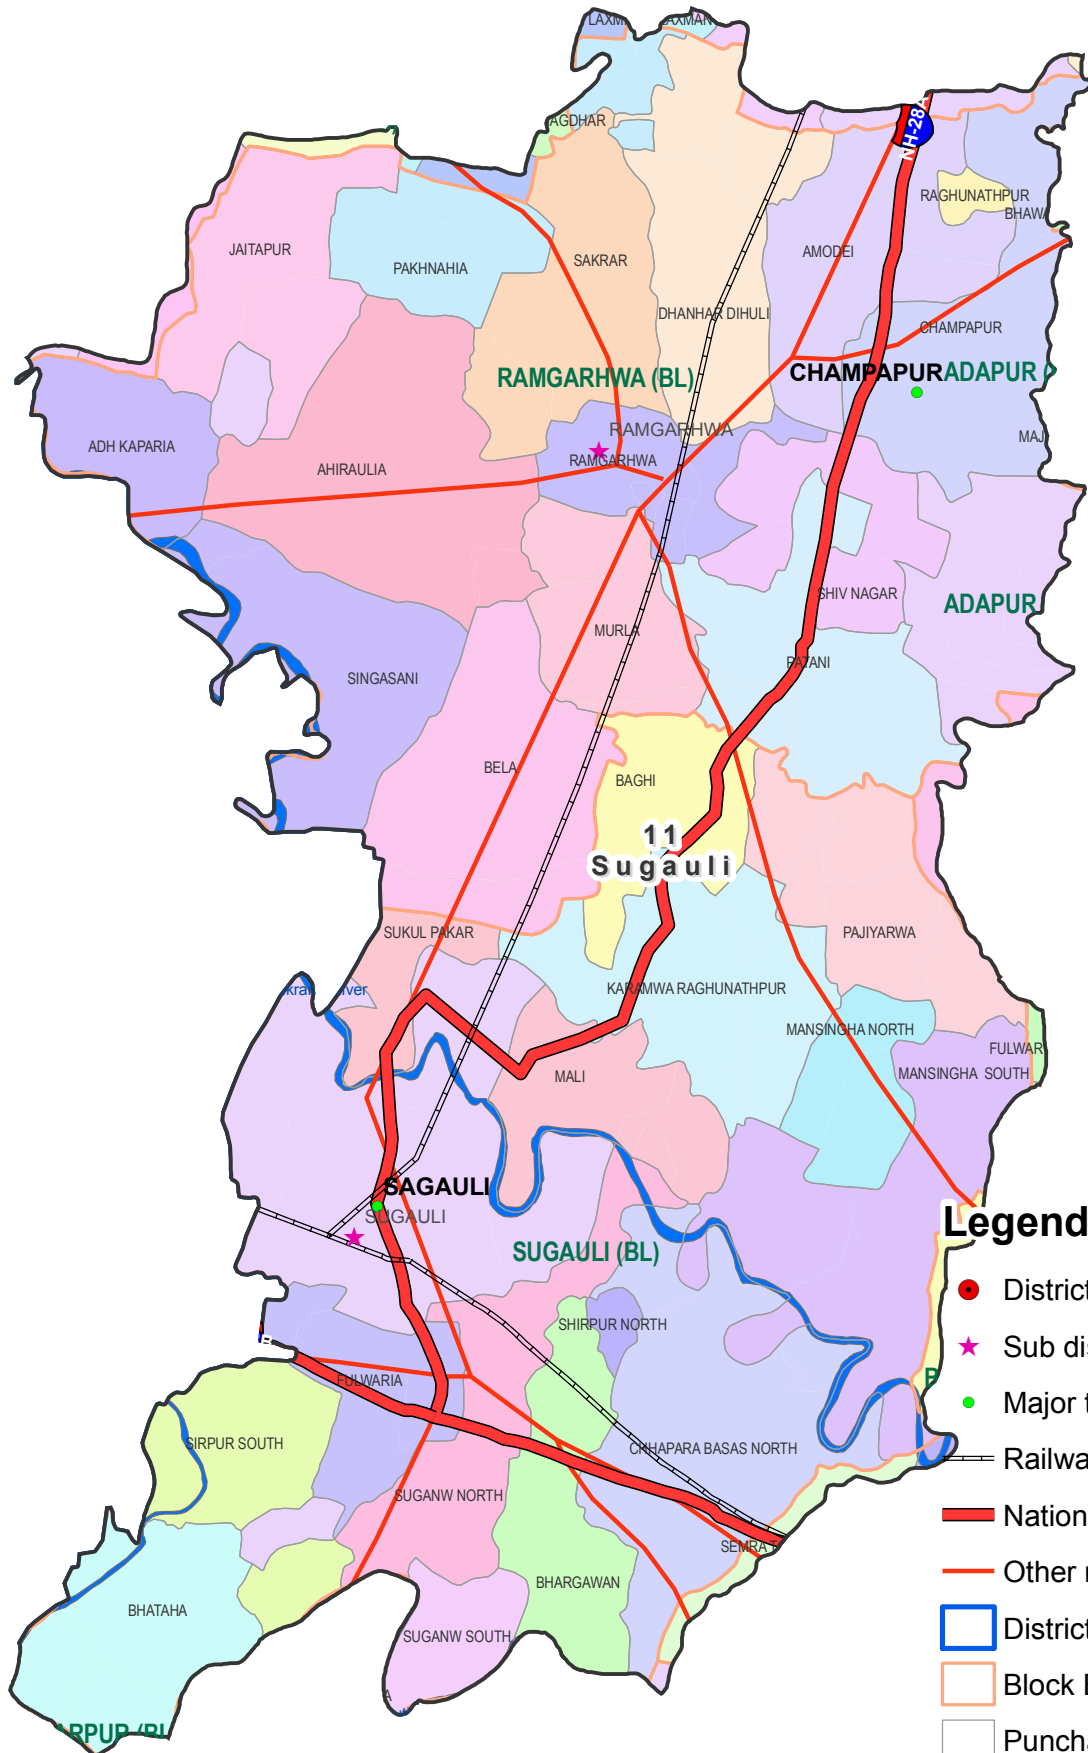 LAXMAN
AGDHAR
NH-28A
RAGHUNATHPUR
JAITAPUR
PAKHNAHIA
SAKRAR
AMODEI
DHANHAR DIHULI
CHAMPAPUR
RAMGARHWA (BL)
CHAMPAPUR
ADAPUR
RAMGARHWA
ADH KAPARIA
AHIRAULIA
RAMGARHWA
SHIV NAGAR
ADAPUR
MURLA
PATANI
SINGASANI
BELA
BAGHI
11
Sugauli
SUKUL PAKAR
PAJIYARWA
KARAMWA RAGHUNATHPUR
MANSINGHA NORTH
FULWAR
MALI
MANSINGHA SOUTH
SAGAULI
SUGAULI
Legend
SUGAULI (BL)
District
SHIRPUR NORTH
Sub dis
FULWARIA
Major t
SIRPUR SOUTH
CHHAPARA BASAS NORTH
Railwa
SUGANW NORTH
Nation
SEMRA
BHARGAWAN
Other r
BHATAHA
SUGANW SOUTH
District
Block B
ARPUR (BL
Puncha